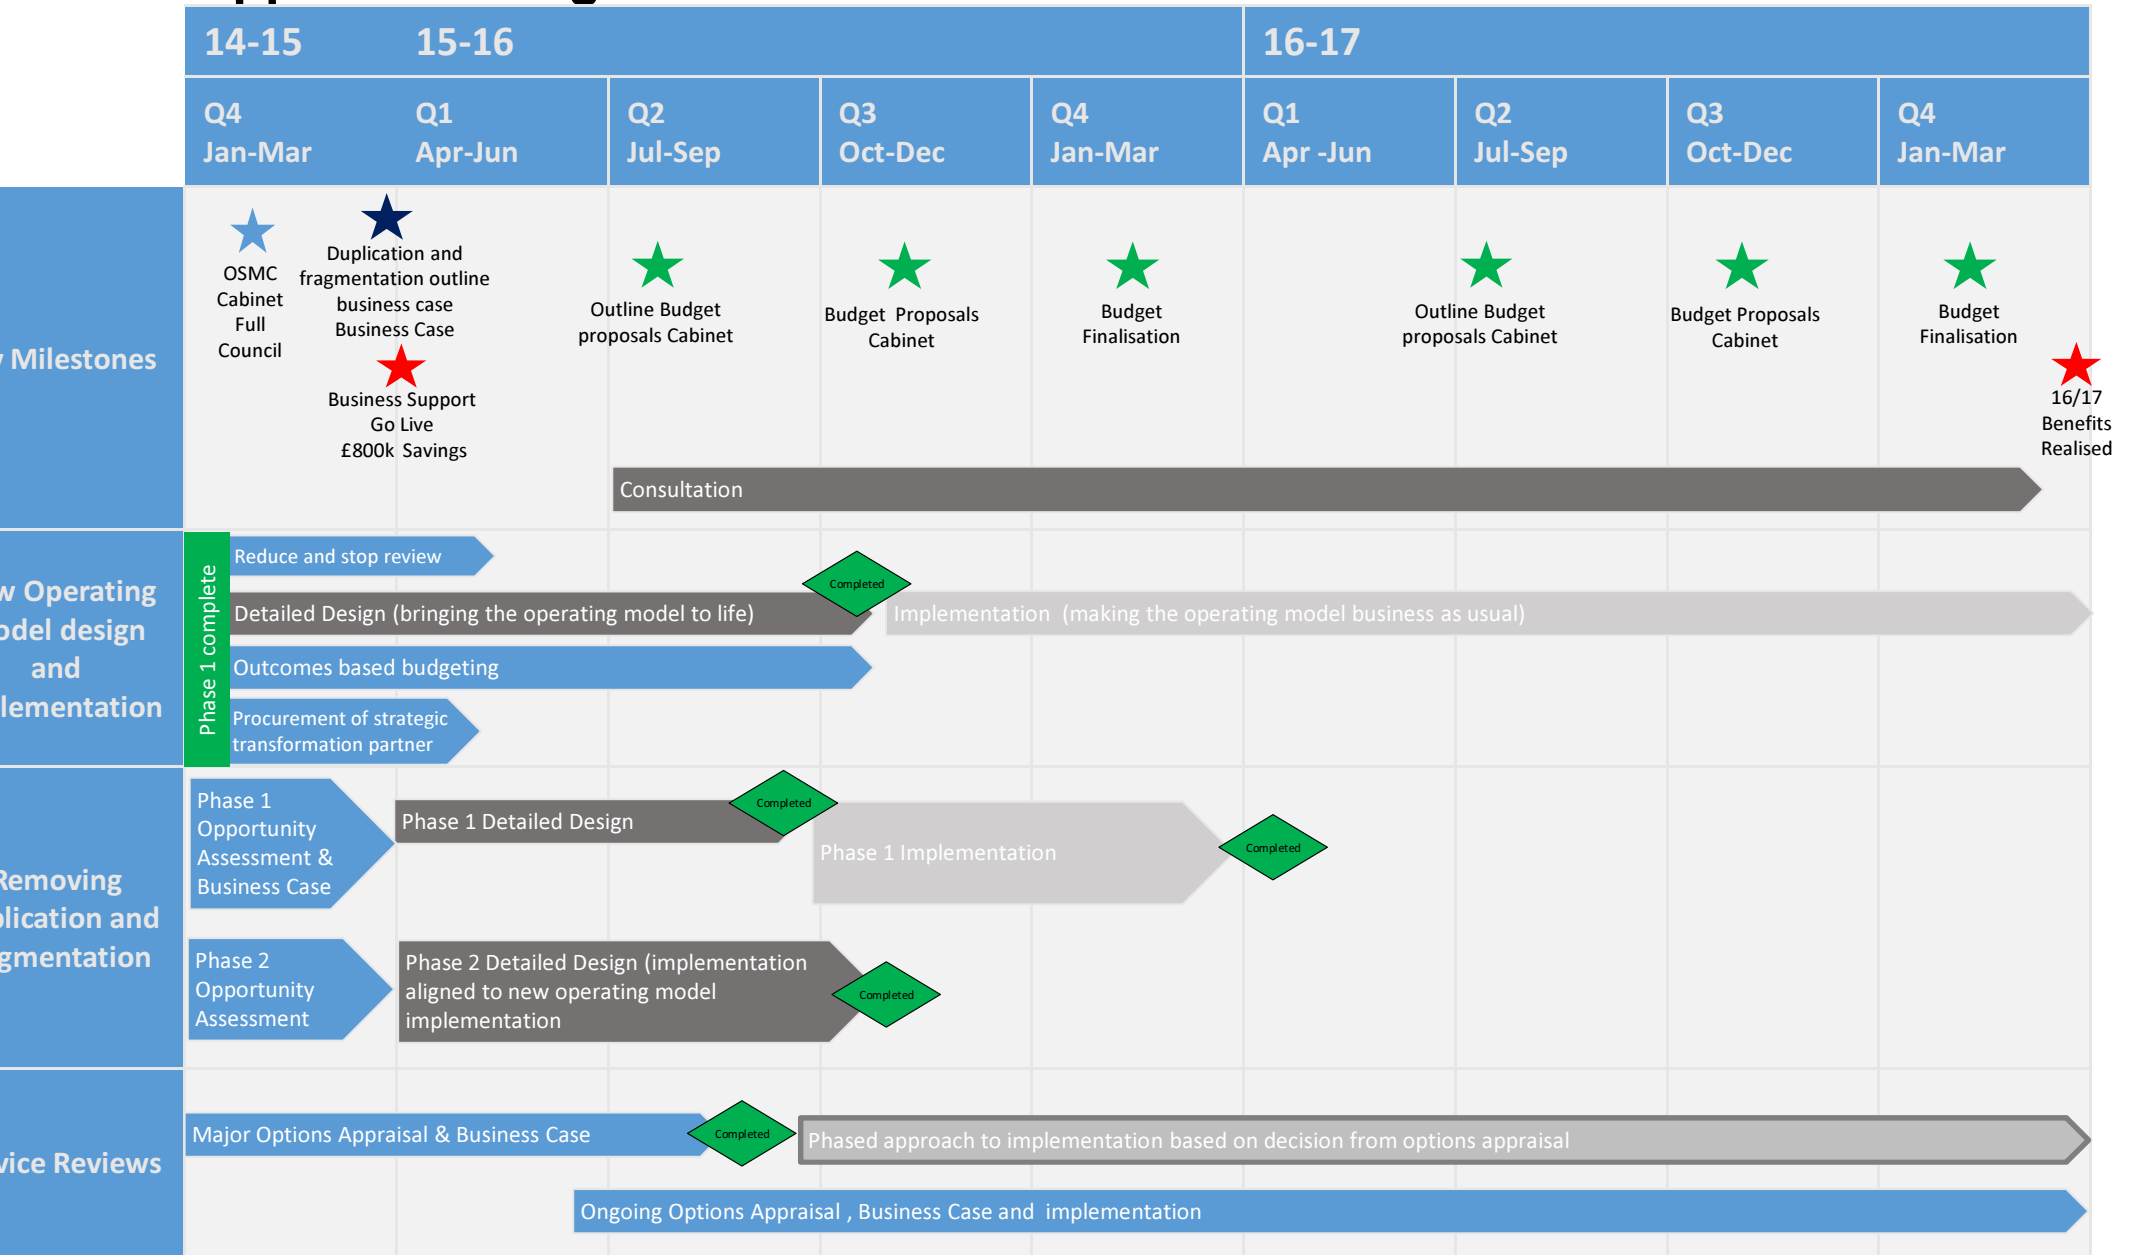 14-15 15-16 16-17
Q4 Q1 Q2 Q3 Q4 Q1 Q2 Q3 Q4
Jan-Mar Apr-Jun Jul-Sep Oct-Dec Jan-Mar Apr -Jun Jul-Sep Oct-Dec Jan-Mar
Milestones
OSMC
Cabinet
Full
Council
Duplication and
fragmentation outline
business case
Business Case
Business Support
Go Live
£800k Savings
Outline Budget
proposals Cabinet
Budget Proposals
Cabinet
Budget
Finalisation
Outline Budget
proposals Cabinet
Budget Proposals
Cabinet
Budget
Finalisation
16/17
Benefits
Realised
Consultation
Operating
design
and
Phase 1 complete
Reduce and stop review
Completed
Detailed Design (bringing the operating model to life)
Implementation (making the operating model business as usual)
Outcomes based budgeting
Procurement of strategic
transformation partner
Removing
and
Phase 1
Opportunity
Assessment &
Business Case
Phase 1 Detailed Design
Completed
Phase 1 Implementation
Completed
Phase 2
Opportunity
Assessment
Phase 2 Detailed Design (implementation
aligned to new operating model
implementation
Completed
Reviews
Major Options Appraisal & Business Case
Completed
Phased approach to implementation based on decision from options appraisal
Ongoing Options Appraisal , Business Case and implementation